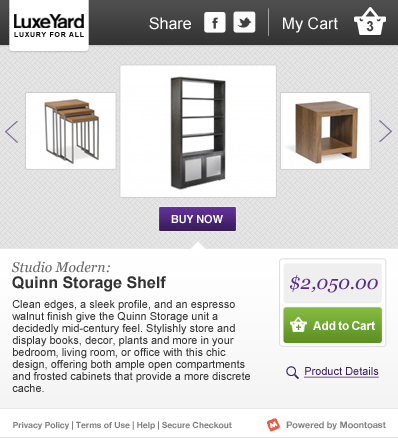 LuxeYard
LUXURY FOR ALL
Share
f
My Cart
3
BUY NOW
Studio Modern:
Quinn Storage Shelf
Clean edges, a sleek profile, and an espresso
walnut finish give the Quinn Storage unit a
decidedly mid-century feel. Stylishly store and
display books, decor, plants and more in your
bedroom, living room, or office with this chic
design, offering both ample open compartments
and frosted cabinets that provide a more discrete
cache.
$2,050.00
Add to Cart
Product Details
Privacy Policy | Terms of Use | Help | Secure Checkout
Powered by Moontoast